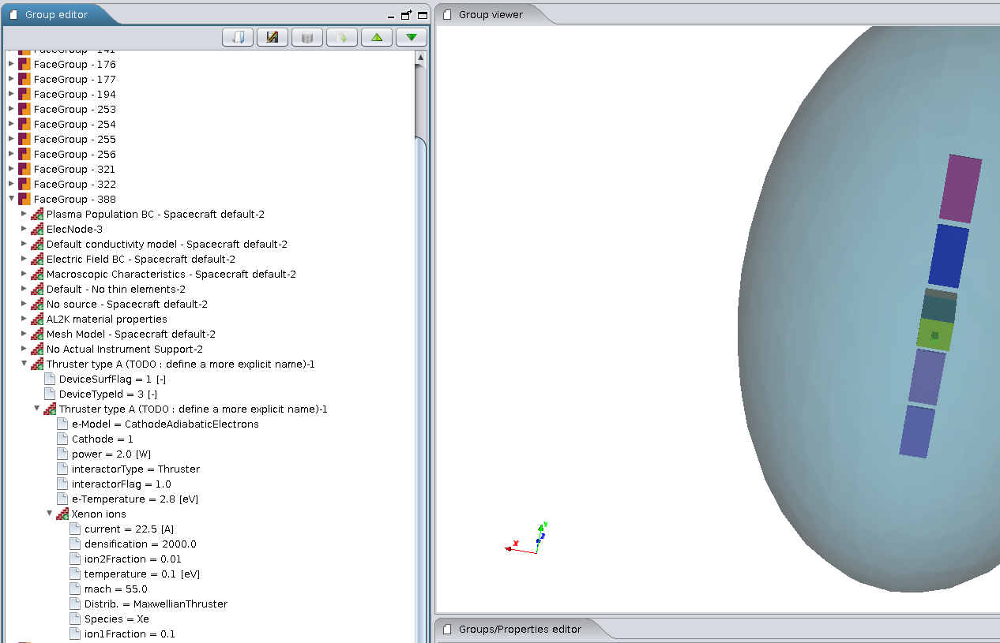 Group editor
FaceGroup - 141
FaceGroup - 176
FaceGroup - 177
FaceGroup - 194
FaceGroup - 253
FaceGroup - 254
FaceGroup - 255
FaceGroup - 256
FaceGroup - 321
FaceGroup - 322
FaceGroup - 388
Plasma Population BC - Spacecraft default-2
ElecNode-3
Default conductivity model - Spacecraft default-2
Electric Field BC - Spacecraft default-2
Macroscopic Characteristics - Spacecraft default-2
Default - No thin elements-2
No source - Spacecraft default-2
AL2K material properties
Mesh Model - Spacecraft default-2
No Actual Instrument Support-2
Thruster type A (TODO : define a more explicit name)-1
DeviceSurfFlag = 1 [-]
DeviceTypeId = 3 [-]
Thruster type A (TODO : define a more explicit name)-1
e-Model = CathodeAdiabaticElectrons
Cathode = 1
power = 2.0 [W]
interactorType = Thruster
interactorFlag = 1.0
e-Temperature = 2.8 [eV]
Xenon ions
current = 22.5 [A]
densification = 2000.0
ion2Fraction = 0.01
temperature = 0.1 [eV]
mach = 55.0
Distrib. = MaxwellianThruster
Species = Xe
ion1Fraction = 0.1
Group viewer
Y
X
Z
Groups/Properties editor